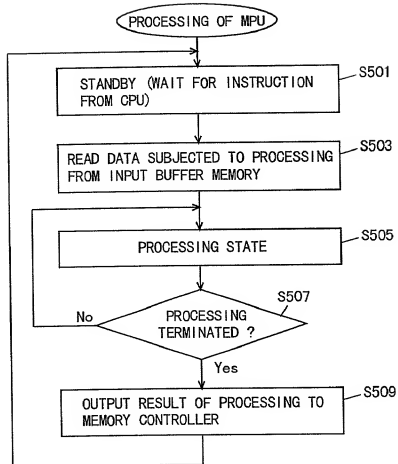 PROCESSING OF MPU
STANDBY (WAIT FOR INSTRUCTION
FROM CPU)
S501
READ DATA SUBJECTED TO PROCESSING
FROM INPUT BUFFER MEMORY
S503
PROCESSING STATE
S505
PROCESSING
TERMINATED ?
S507
No
Yes
OUTPUT RESULT OF PROCESSING TO
MEMORY CONTROLLER
S509